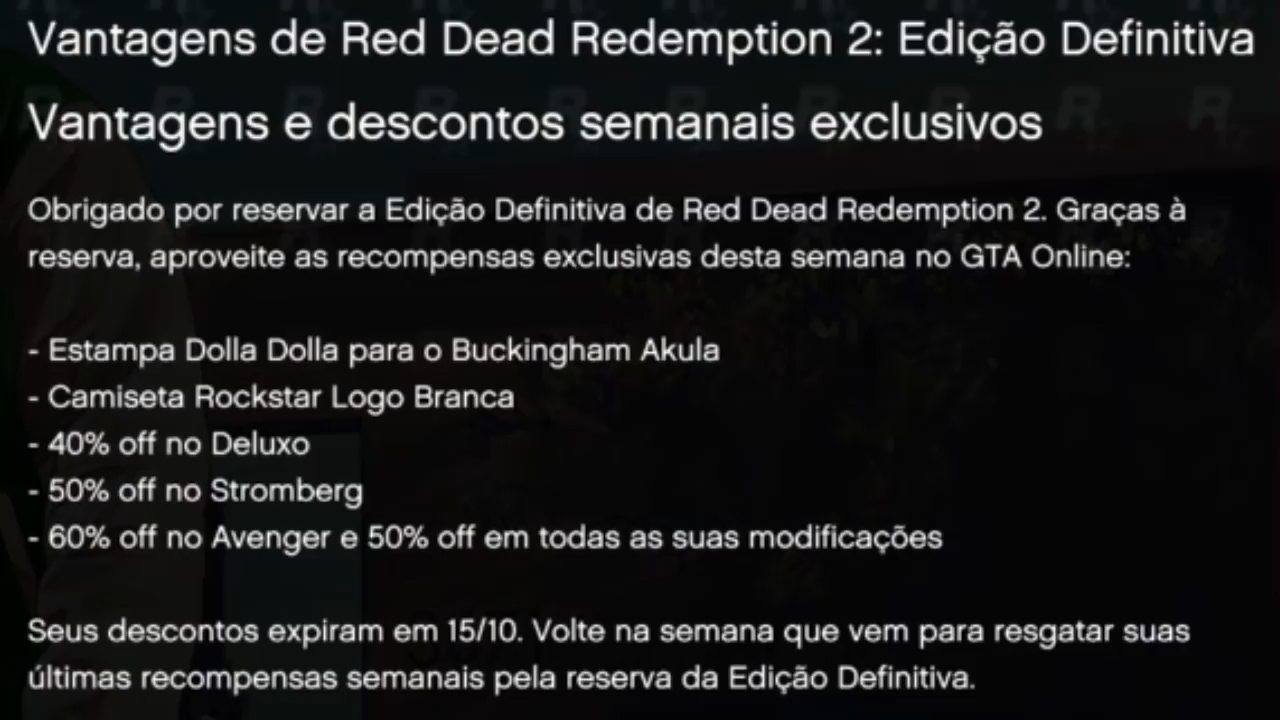 Vantagens de Red Dead Redemption 2: Edição Definitiva
Vantagens e descontos semanais exclusivos
Obrigado por reservar a Edição Definitiva de Red Dead Redemption 2. Graças à
reserva, aproveite as recompensas exclusivas desta semana no GTA Online:
- Estampa Dolla Dolla para o Buckingham Akula
- Camiseta Rockstar Logo Branca
- 40% off no Deluxo
- 50% off no Stromberg
- 60% off no Avenger e 50% off em todas as suas modificações
Seus descontos expiram em 15/10. Volte na semana que vem para resgatar suas
últimas recompensas semanais pela reserva da Edição Definitiva.